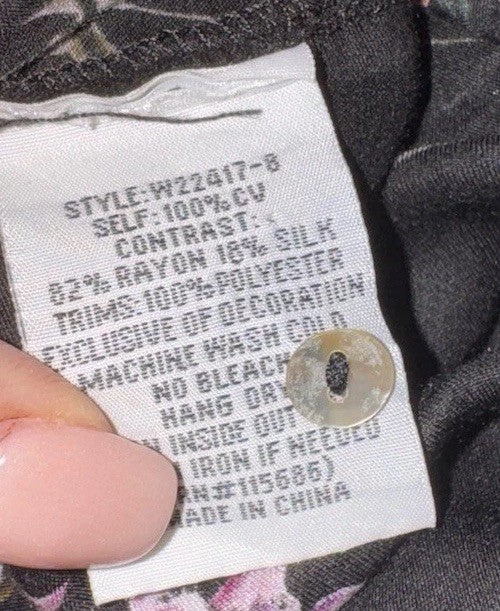 STYLE:W22417-8
SELF:100% CV
CONTRAST:
82% RAYON 18% SILK
TRIMS:100%POLYESTER
EXCLUSIVE OF DECORATION
MACHINE WASH COLD
NO BLEACH
HANG DRY
INSIDE OUT
IRON IF NEEDED
#115686)
MADE IN CHINA